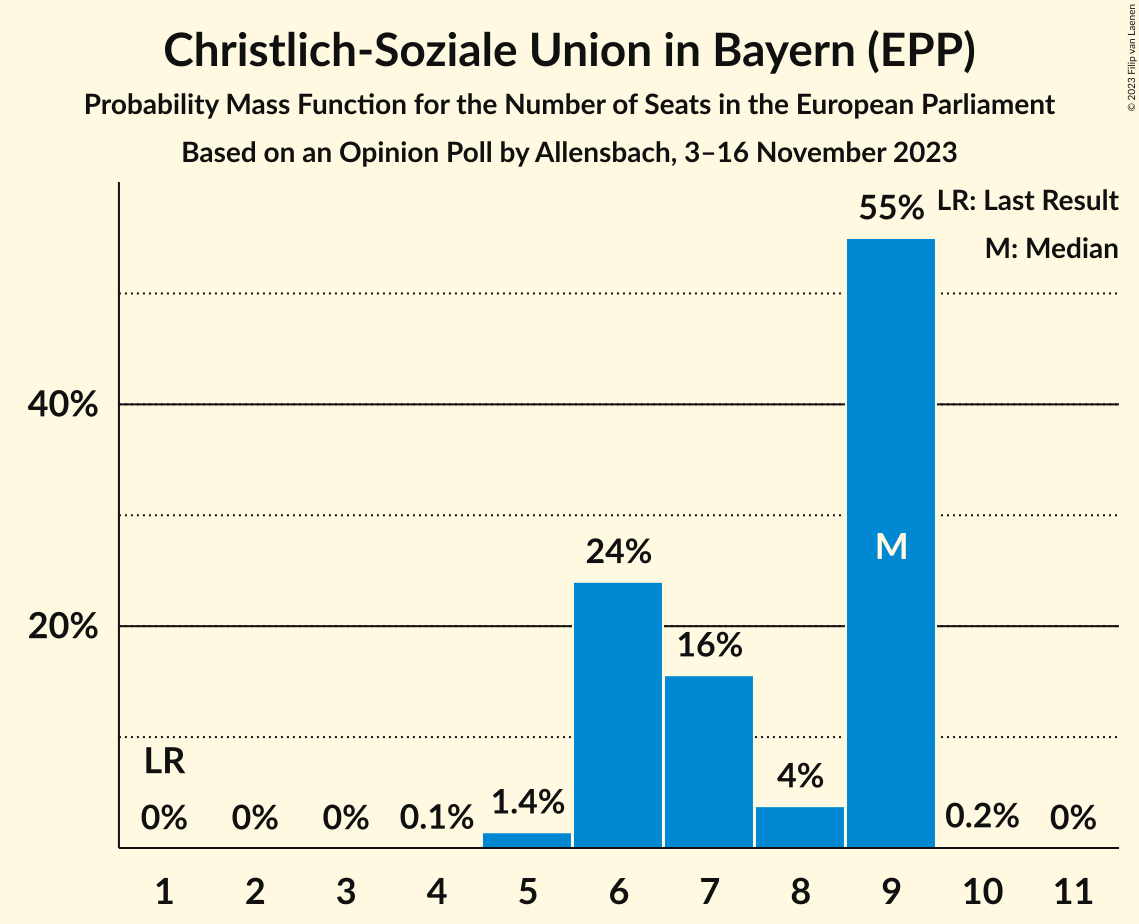 Christlich-Soziale Union in Bayern (EPP)
Probability Mass Function for the Number of Seats in the European Parliament
Based on an Opinion Poll by Allensbach, 3–16 November 2023
© 2023 Filip van Laenen
LR: Last Result
M: Median
55%
40%
M
24%
20%
16%
LR
4%
1.4%
0% 0% 0% 0.1% 0.2% 0%
1 2 3 4 5 6 7 8 9 10 11